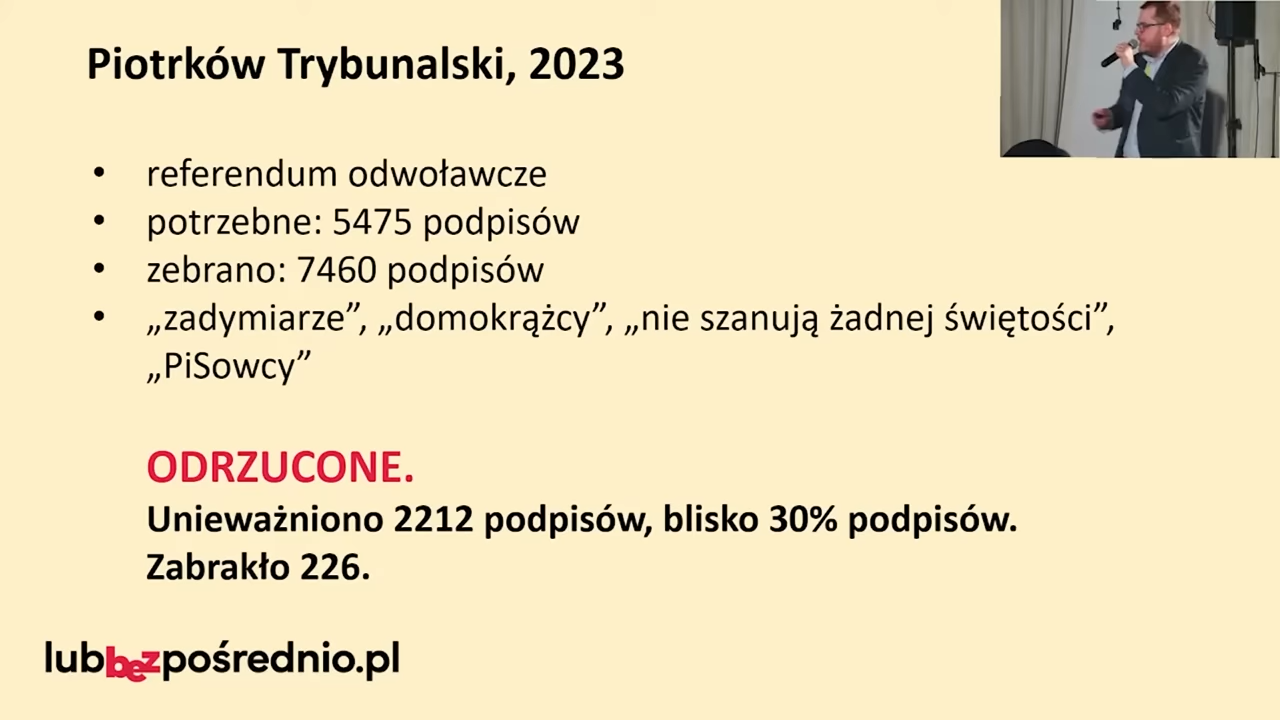 Piotrków Trybunalski, 2023
• referendum odwoławcze
• potrzebne: 5475 podpisów
• zebrano: 7460 podpisów
• „zadymiarze”, „domokrążcy”, „nie szanują żadnej świętości”,
„PiSowcy”
ODRZUCONE.
Unieważniono 2212 podpisów, blisko 30% podpisów.
Zabrakło 226.
lubbezpośrednio.pl